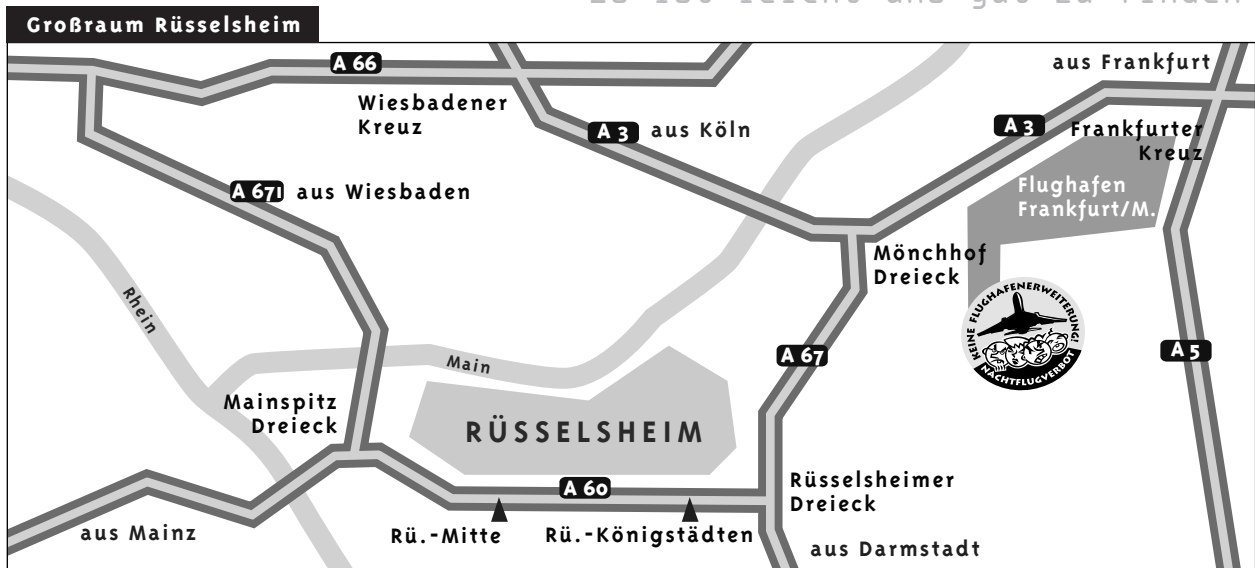 Großraum Rüsselsheim
A 66
aus Frankfurt
Wiesbadener
Kreuz
A 3
aus Köln
A 3
Frankfurter
Kreuz
A 671
aus Wiesbaden
Flughafen
Frankfurt/M.
Mönchhof
Dreieck
Rhein
KEINE FLUGHAFENERWEITERUNG!
NACHTFLUGVERBOT
Main
A 67
A 5
Mainspitz
Dreieck
RÜSSELSHEIM
A 60
Rüsselsheimer
Dreieck
aus Mainz
Rü.-Mitte
Rü.-Königstädten
aus Darmstadt